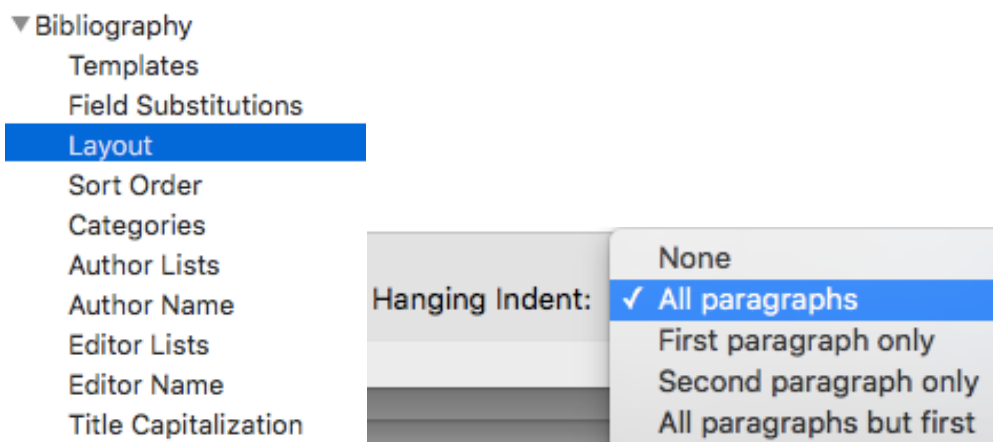 Bibliography
Templates
Field Substitutions
Layout
Sort Order
Categories
Author Lists
Author Name
Editor Lists
Editor Name
Title Capitalization
Hanging Indent:
None
✓ All paragraphs
First paragraph only
Second paragraph only
All paragraphs but first